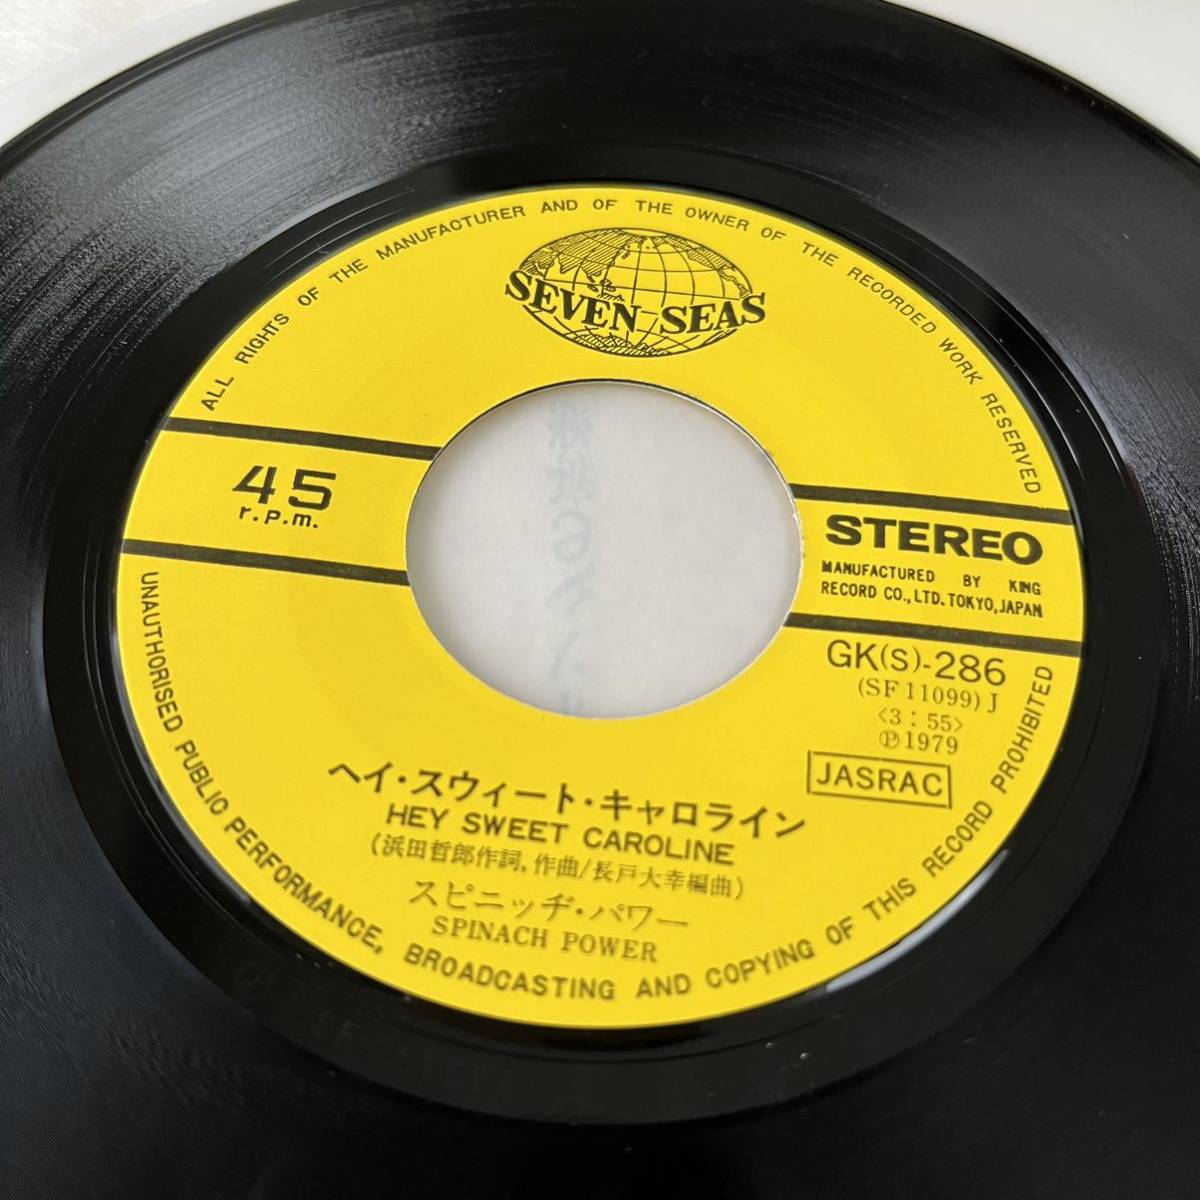 ALL RIGHTS OF THE MANUFACTURER AND OF THE OWNER OF THE RECORDED WORK RESERVED
SEVEN SEAS
45
r.p.m.
STEREO
MANUFACTURED BY KING
RECORD CO., LTD. TOKYO, JAPAN
GK(S)-286
(SF 11099) J
〈3:55〉
℗1979
JASRAC
ヘイ・スウィート・キャロライン
HEY SWEET CAROLINE
(浜田哲郎作詞, 作曲/長戸大幸編曲)
スピニッヂ・パワー
SPINACH POWER
UNAUTHORISED PUBLIC PERFORMANCE, BROADCASTING AND COPYING OF THIS RECORD PROHIBITED